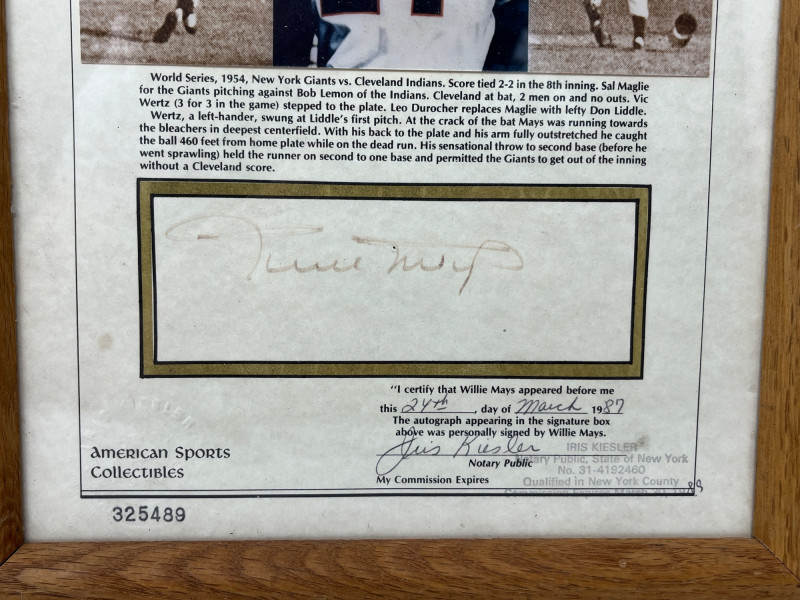 World Series, 1954, New York Giants vs. Cleveland Indians. Score tied 2-2 in the 8th inning. Sal Maglie
for the Giants pitching against Bob Lemon of the Indians. Cleveland at bat, 2 men on and no outs. Vic
Wertz (3 for 3 in the game) stepped to the plate. Leo Durocher replaces Maglie with lefty Don Liddle.
Wertz, a left-hander, swung at Liddle's first pitch. At the crack of the bat Mays was running towards
the bleachers in deepest centerfield. With his back to the plate and his arm fully outstretched he caught
the ball 460 feet from home plate while on the dead run. His sensational throw to second base (before he
went sprawling) held the runner on second to one base and permitted the Giants to get out of the inning
without a Cleveland score.
Willie Mays
"I certify that Willie Mays appeared before me
this 24th, day of March 1987
The autograph appearing in the signature box
above was personally signed by Willie Mays.
Iris Kiesler
Notary Public
My Commission Expires
IRIS KIESLER
Notary Public, State of New York
No. 31-4192460
Qualified in New York County
Commission Expires March 30, 1989
American Sports
Collectibles
325489